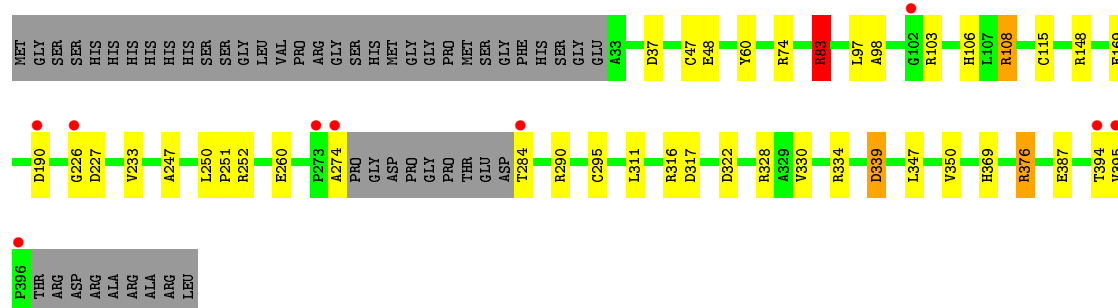 MET GLY SER SER HIS HIS HIS HIS HIS HIS SER SER GLY LEU VAL PRO ARG GLY SER HIS MET GLY GLY PRO MET SER GLY PHE HIS SER GLY GLU A33 D37 C47 E48 Y60 R74 R83 L97 A98 G102 R103 H106 L107 R108 C115 R148
D190 G226 D227 V233 A247 L250 P251 R252 E260 P273 A274 PRO GLY ASP PRO GLY PRO THR GLU ASP T284 R290 C295 L311 R316 D317 D322 R328 A329 V330 R334 D339 L347 V350 H369 R376 E387 T394
P396 THR ARG ASP ARG ALA ARG ALA ARG LEU